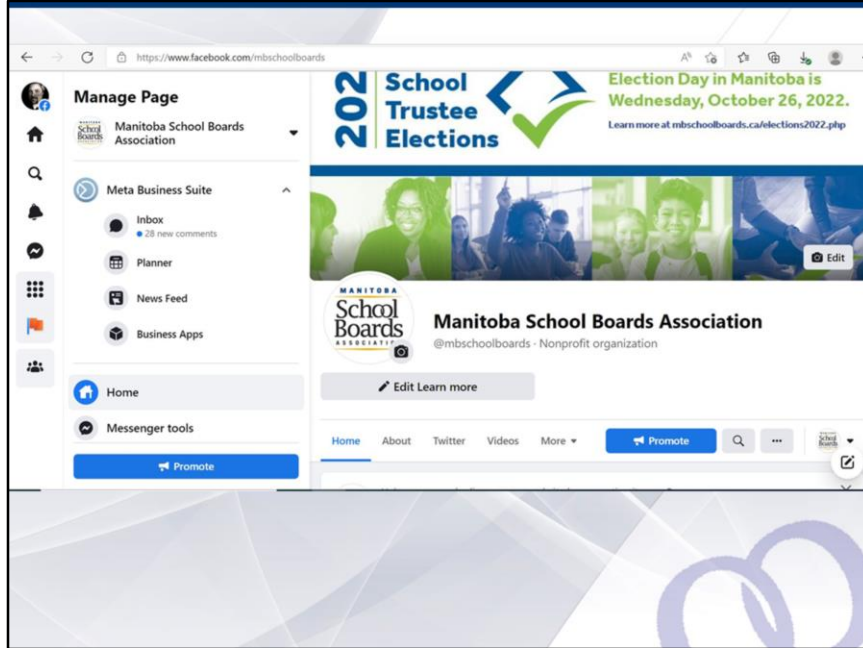 https://www.facebook.com/mbschoolboards
Manage Page
Manitoba School Boards
Association
Meta Business Suite
Inbox
28 new comments
Planner
News Feed
Business Apps
Home
Messenger tools
Promote
202
School
Trustee
Elections
Election Day in Manitoba is
Wednesday, October 26, 2022.
Learn more at mbschoolboards.ca/elections2022.php
Edit
MANITOBA
School
Boards
Manitoba School Boards Association
@mbschoolboards · Nonprofit organization
Edit Learn more
Home About Twitter Videos More
Promote